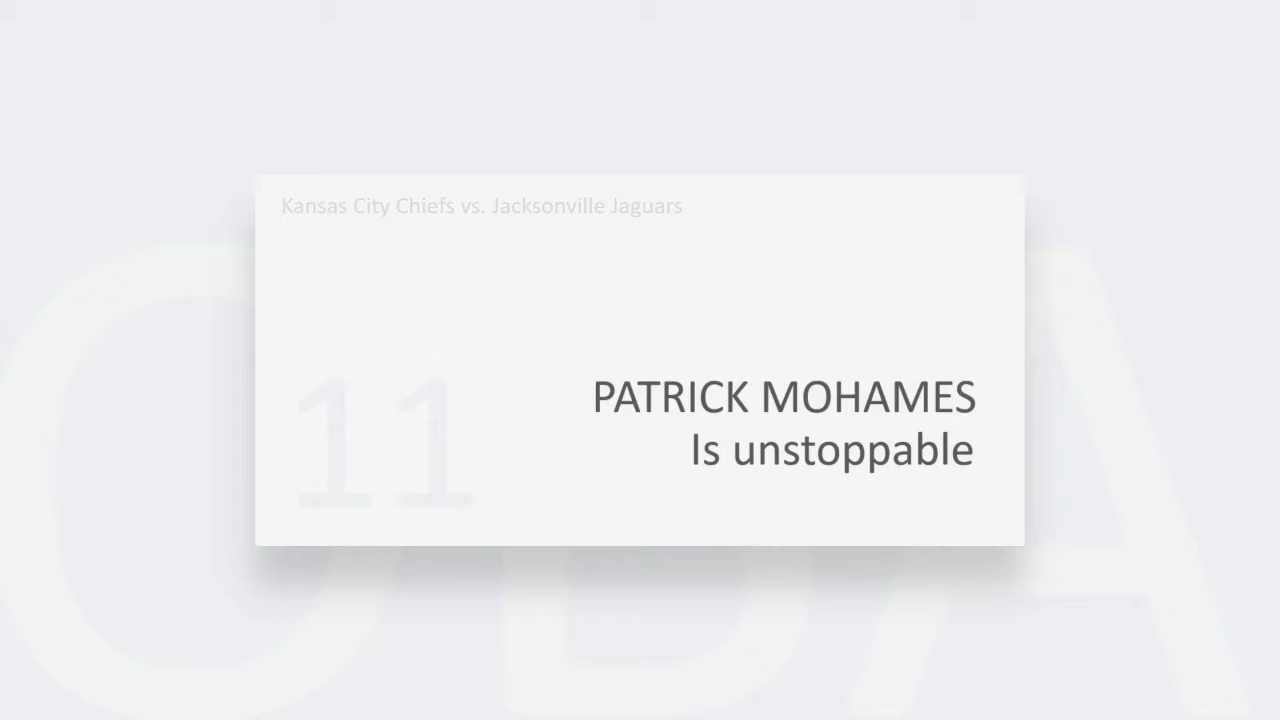 Kansas City Chiefs vs. Jacksonville Jaguars
11
PATRICK MOHAMES
Is unstoppable